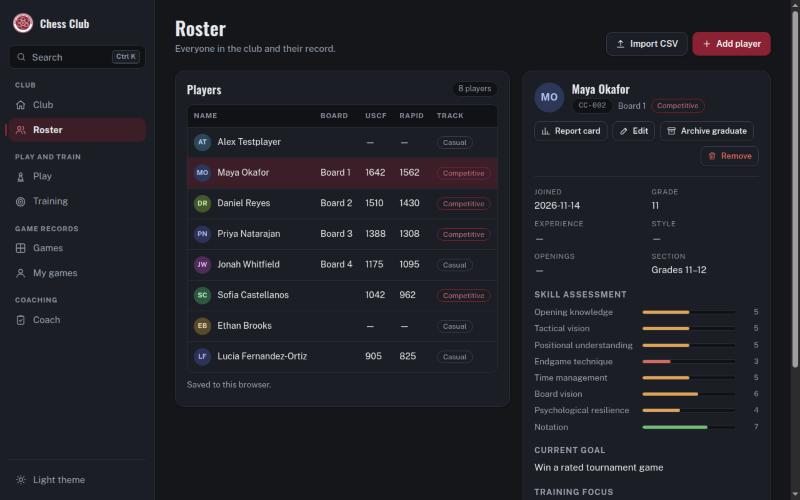 Chess Club
Search
Ctrl K
CLUB
Club
Roster
PLAY AND TRAIN
Play
Training
GAME RECORDS
Games
My games
COACHING
Coach
Light theme
Roster
Everyone in the club and their record.
Import CSV
Add player
Players
8 players
NAME BOARD USCF RAPID TRACK
AT Alex Testplayer — — Casual
MO Maya Okafor Board 1 1642 1562 Competitive
DR Daniel Reyes Board 2 1510 1430 Competitive
PN Priya Natarajan Board 3 1388 1308 Competitive
JW Jonah Whitfield Board 4 1175 1095 Casual
SC Sofia Castellanos 1042 962 Competitive
EB Ethan Brooks — — Casual
LF Lucia Fernandez-Ortiz 905 825 Casual
Saved to this browser.
MO
Maya Okafor
CC-002 Board 1 Competitive
Report card
Edit
Archive graduate
Remove
JOINED GRADE
2026-11-14 11
EXPERIENCE STYLE
— —
OPENINGS SECTION
— Grades 11–12
SKILL ASSESSMENT
Opening knowledge 5
Tactical vision 5
Positional understanding 5
Endgame technique 3
Time management 5
Board vision 6
Psychological resilience 4
Notation 7
CURRENT GOAL
Win a rated tournament game
TRAINING FOCUS